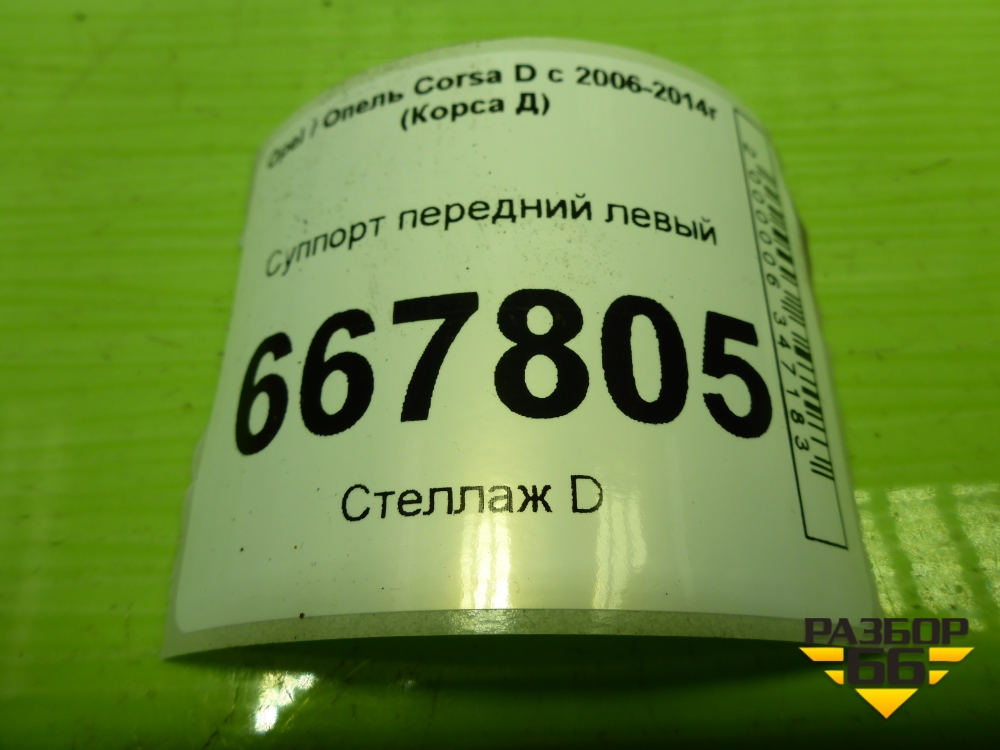 Opel / Опель Corsa D с 2006-2014г
(Корса Д)
Суппорт передний левый
667805
Стеллаж D
2000006347183
РАЗБОР
66